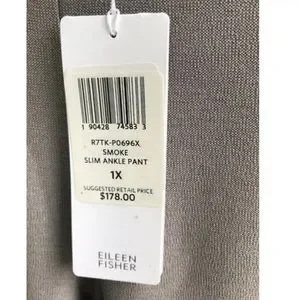 1 90428 74583 3
R7TK-P0696X
SMOKE
SLIM ANKLE PANT
1X
SUGGESTED RETAIL PRICE
$178.00
EILEEN
FISHER